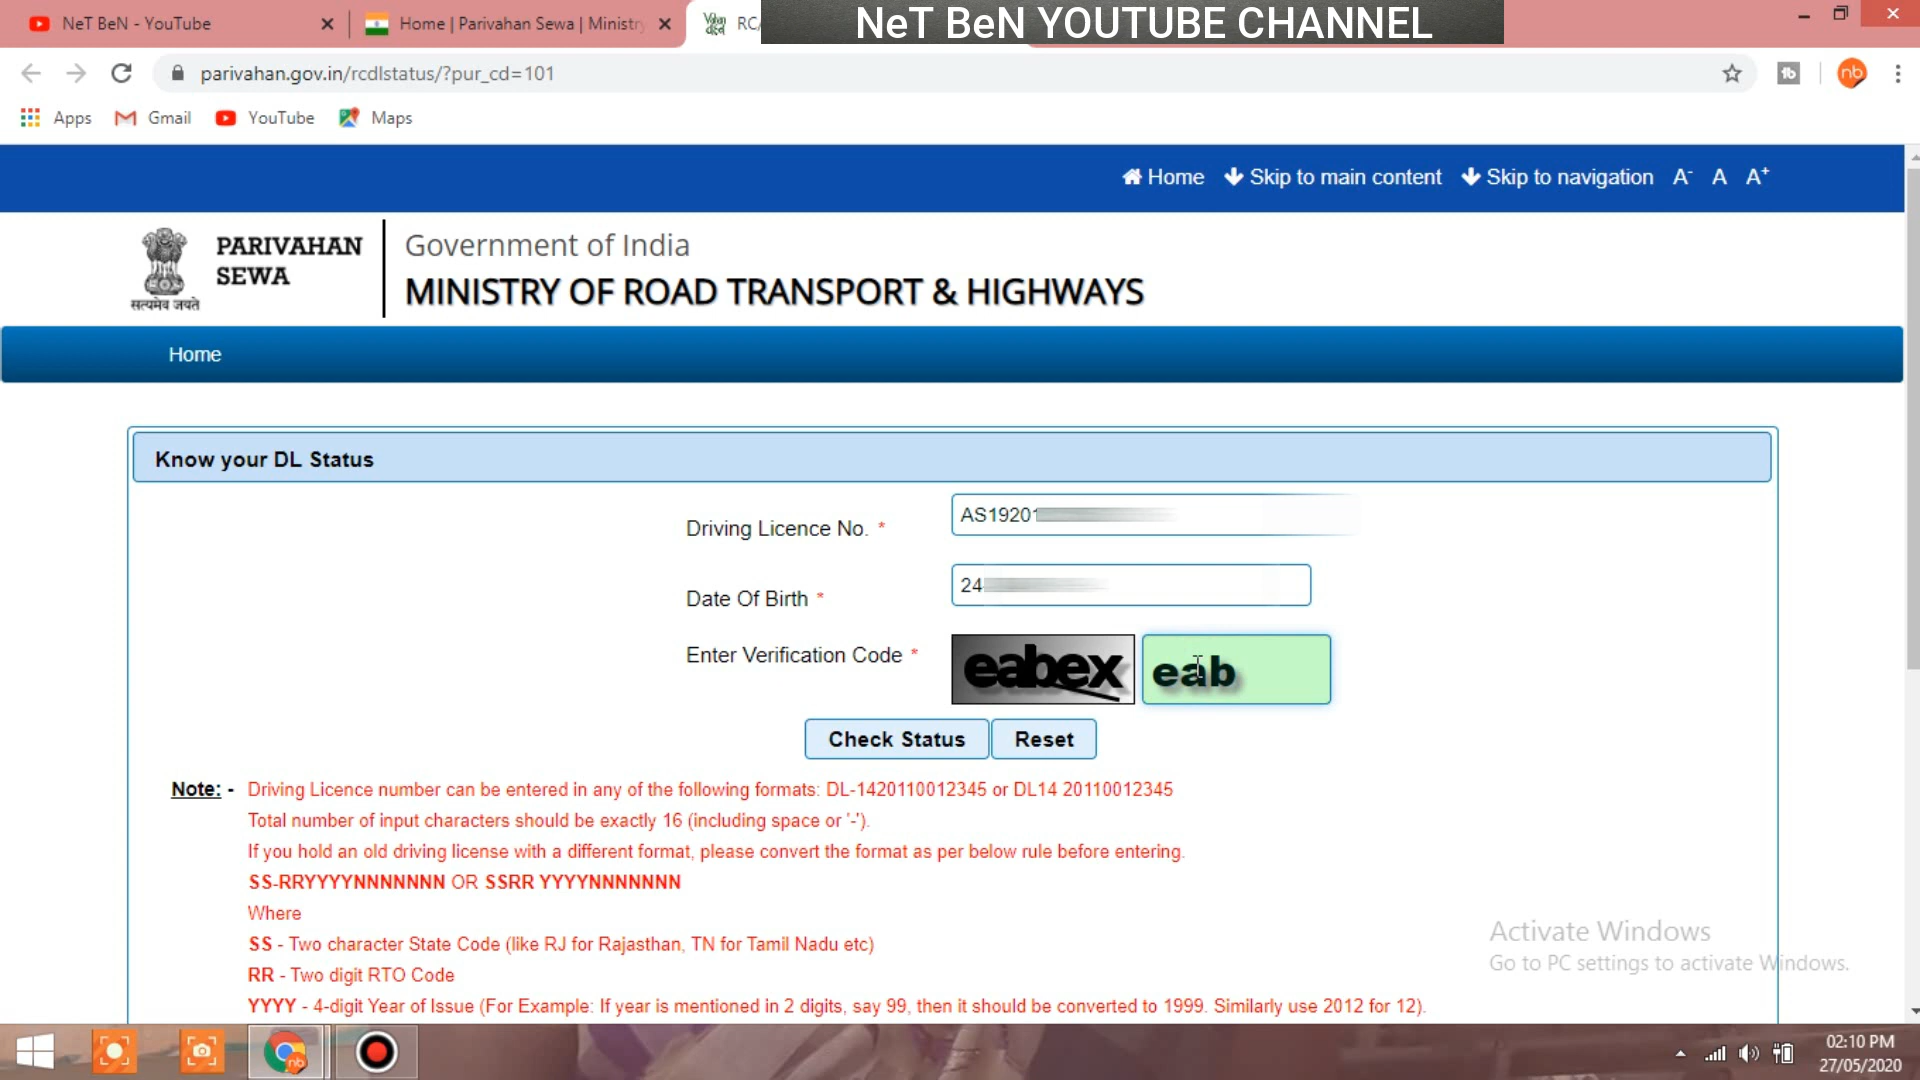 NeT BeN - YouTube
Home | Parivahan Sewa | Ministry
RC/
NeT BeN YOUTUBE CHANNEL
parivahan.gov.in/rcdlstatus/?pur_cd=101
Apps
Gmail
YouTube
Maps
Home
Skip to main content
Skip to navigation
A-
A
A+
सत्यमेव जयते
PARIVAHAN
SEWA
Government of India
MINISTRY OF ROAD TRANSPORT & HIGHWAYS
Home
Know your DL Status
Driving Licence No. *
AS19201
Date Of Birth *
24
Enter Verification Code *
eabex
eab
Check Status
Reset
Note: - Driving Licence number can be entered in any of the following formats: DL-1420110012345 or DL14 20110012345
Total number of input characters should be exactly 16 (including space or '-').
If you hold an old driving license with a different format, please convert the format as per below rule before entering.
SS-RRYYYYNNNNNNN OR SSRR YYYYNNNNNNN
Where
SS - Two character State Code (like RJ for Rajasthan, TN for Tamil Nadu etc)
RR - Two digit RTO Code
YYYY - 4-digit Year of Issue (For Example: If year is mentioned in 2 digits, say 99, then it should be converted to 1999. Similarly use 2012 for 12).
Activate Windows
Go to PC settings to activate Windows.
02:10 PM
27/05/2020